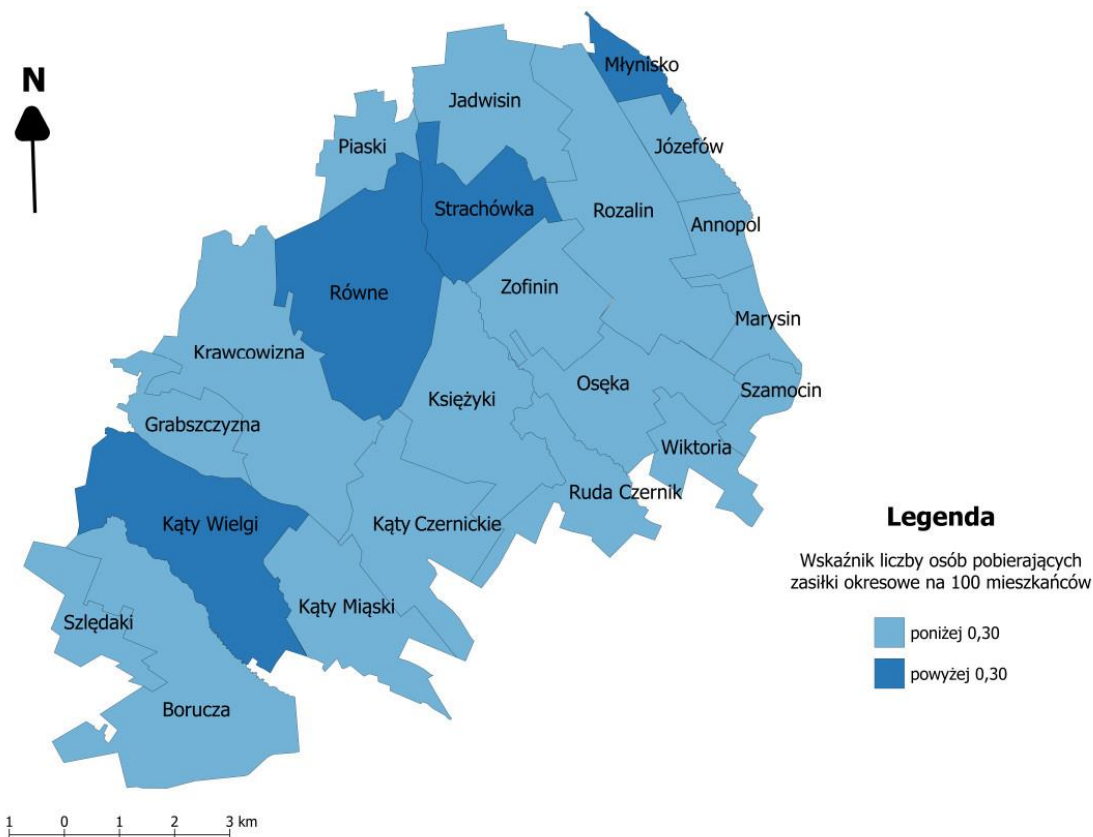 N
Młynisko
Jadwisin
Piaski
Józefów
Strachówka
Rozalin
Annopol
Równe
Zofinin
Marysin
Krawcowizna
Osęka
Szamocin
Księżyki
Grabszczyzna
Wiktoria
Ruda Czernik
Kąty Wielgi
Kąty Czernickie
Kąty Miąski
Szlędaki
Borucza
Legenda
Wskaźnik liczby osób pobierających
zasiłki okresowe na 100 mieszkańców
poniżej 0,30
powyżej 0,30
1 0 1 2 3 km